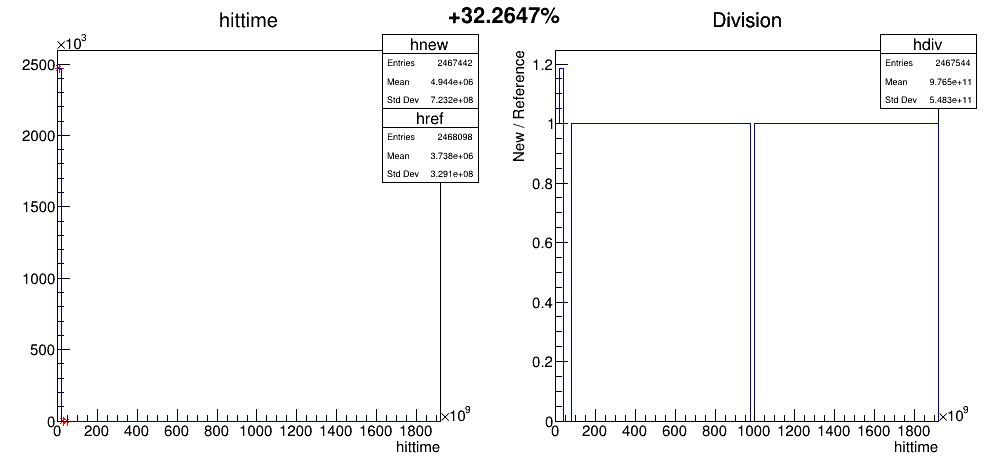 +32.2647%
hittime
×10³
hnew
Entries 2467442
Mean 4.944e+06
Std Dev 7.232e+08
href
Entries 2468098
Mean 3.738e+06
Std Dev 3.291e+08
2500
2000
1500
1000
500
0
0 200 400 600 800 1000 1200 1400 1600 1800
×10⁹
hittime
Division
hdiv
Entries 2467544
Mean 9.765e+11
Std Dev 5.483e+11
New / Reference
1.2
1
0.8
0.6
0.4
0.2
0
0 200 400 600 800 1000 1200 1400 1600 1800
×10⁹
hittime